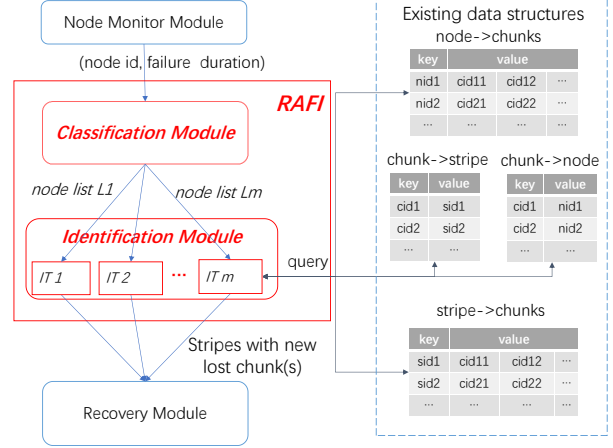 Node Monitor Module
(node id, failure duration)
RAFI
Classification Module
node list L1
node list Lm
Identification Module
IT 1
IT 2
···
IT m
query
Stripes with new
lost chunk(s)
Recovery Module
Existing data structures
node->chunks
key value
nid1 cid11 cid12 ···
nid2 cid21 cid22 ···
··· ··· ···
chunk->stripe
key value
cid1 sid1
cid2 sid2
··· ···
chunk->node
key value
cid1 nid1
cid2 nid2
··· ···
stripe->chunks
key value
sid1 cid11 cid12 ···
sid2 cid21 cid22 ···
··· ··· ···